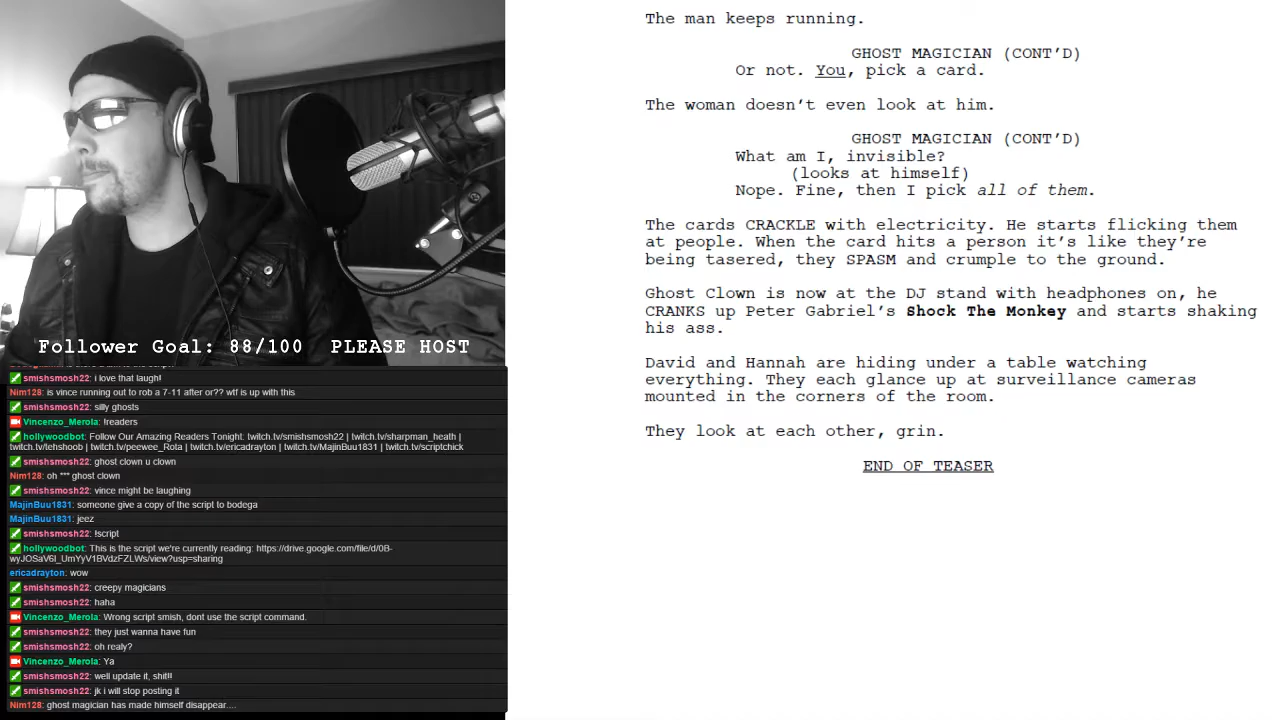 Follower Goal: 88/100 PLEASE HOST
smishsmosh22: i love that laugh!
Nim128: is vince running out to rob a 7-11 after or?? wtf is up with this
smishsmosh22: silly ghosts
Vincenzo_Merola: !readers
hollywoodbot: Follow Our Amazing Readers Tonight: twitch.tv/smishsmosh22 | twitch.tv/sharpman_heath |
twitch.tv/tehshoob | twitch.tv/peewee_Rota | twitch.tv/ericadrayton | twitch.tv/MajinBuu1831 | twitch.tv/scriptchick
smishsmosh22: ghost clown u clown
Nim128: oh *** ghost clown
smishsmosh22: vince might be laughing
MajinBuu1831: someone give a copy of the script to bodega
MajinBuu1831: jeez
smishsmosh22: !script
hollywoodbot: This is the script we're currently reading: https://drive.google.com/file/d/0B-
wyJOSaV6I_UmYyV1BVdzFZLWs/view?usp=sharing
ericadrayton: wow
smishsmosh22: creepy magicians
smishsmosh22: haha
Vincenzo_Merola: Wrong script smish, dont use the script command.
smishsmosh22: they just wanna have fun
smishsmosh22: oh realy?
Vincenzo_Merola: Ya
smishsmosh22: well update it, shit!!
smishsmosh22: jk i will stop posting it
Nim128: ghost magician has made himself disappear....
The man keeps running.
GHOST MAGICIAN (CONT'D)
Or not. You, pick a card.
The woman doesn't even look at him.
GHOST MAGICIAN (CONT'D)
What am I, invisible?
(looks at himself)
Nope. Fine, then I pick all of them.
The cards CRACKLE with electricity. He starts flicking them
at people. When the card hits a person it's like they're
being tasered, they SPASM and crumple to the ground.
Ghost Clown is now at the DJ stand with headphones on, he
CRANKS up Peter Gabriel's Shock The Monkey and starts shaking
his ass.
David and Hannah are hiding under a table watching
everything. They each glance up at surveillance cameras
mounted in the corners of the room.
They look at each other, grin.
END OF TEASER